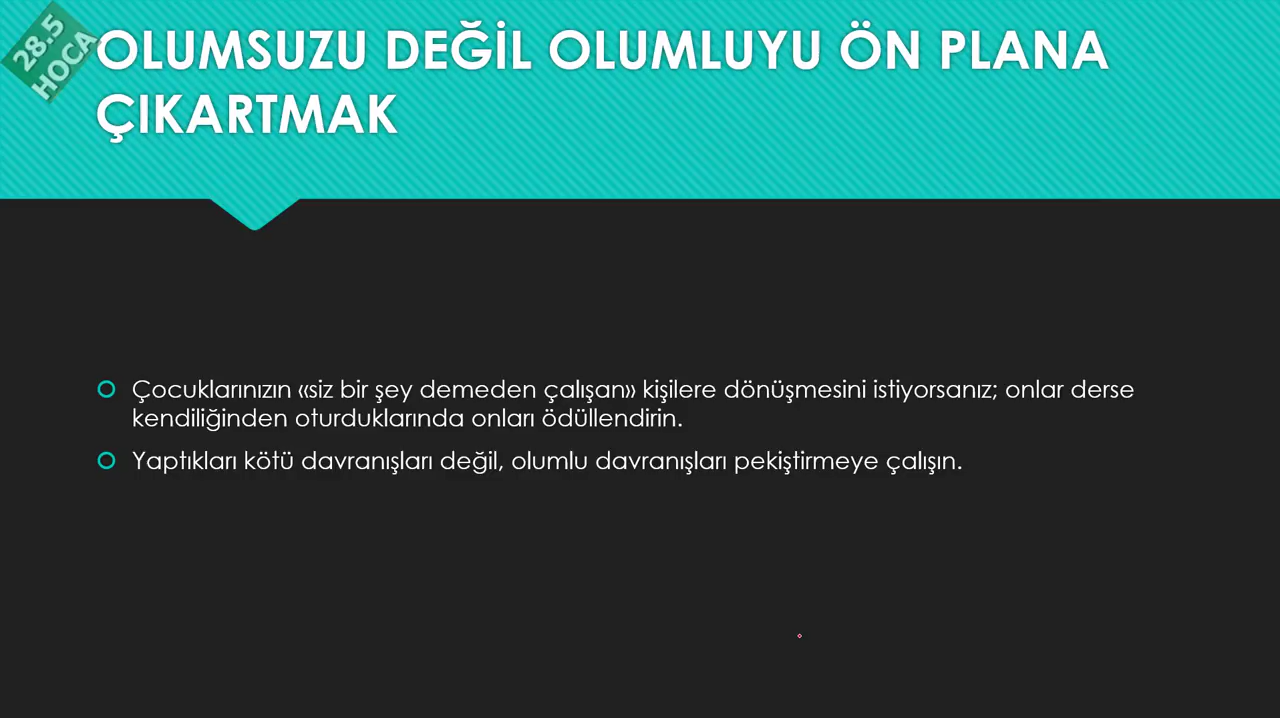 28.5
HOCA
OLUMSUZU DEĞİL OLUMLUYU ÖN PLANA
ÇIKARTMAK
Çocuklarınızın «siz bir şey demeden çalışan» kişilere dönüşmesini istiyorsanız; onlar derse
kendiliğinden oturduklarında onları ödüllendirin.
Yaptıkları kötü davranışları değil, olumlu davranışları pekiştirmeye çalışın.